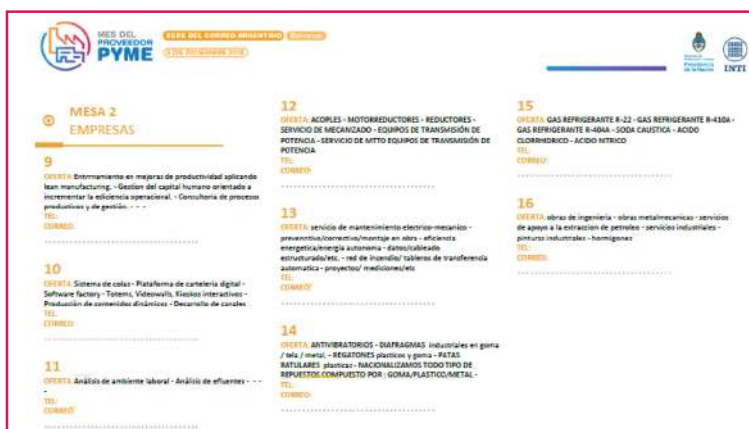 MES DEL
PROVEEDOR
PYME
SEDE DEL CORREO ARGENTINO
Presidencia
de la Nación
INTI
MESA 2
EMPRESAS
9
OFERTA: Entrrnamiento en mejoras de productividad aplicando
lean manufacturing. - Gestion del capital humano orientado a
incrementar la eficiencia operacional. - Consultoria de procesos
productivos y de gestión. - - -
TEL:
CORREO:
10
OFERTA: Sistema de colas - Plataforma de cartelería digital -
Software factory - Totems, Videowalls, Kioskos interactivos -
Producción de contenidos dinámicos - Desarrollo de canales
TEL:
CORREO:
11
OFERTA: Análisis de ambiente laboral - Análisis de efluentes - - -
-
TEL:
CORREO:
12
OFERTA: ACOPLES - MOTORREDUCTORES - REDUCTORES -
SERVICIO DE MECANIZADO - EQUIPOS DE TRANSMISIÓN DE
POTENCIA - SERVICIO DE MTTO EQUIPOS DE TRANSMISIÓN DE
POTENCIA
TEL:
CORREO:
13
OFERTA: servicio de mantenimiento electrico-mecanico -
preventivo/correctivo/montaje en obra - eficiencia
energetica/energia autonoma - datos/cableado
estructurado/etc. - red de incendio/ tableros de transferencia
automatica - proyectos/ mediciones/etc
TEL:
CORREO:
14
OFERTA: ANTIVIBRATORIOS - DIAFRAGMAS industriales en goma
/ tela / metal, - REGATONES plasticos y goma - PATAS
RATULARES plasticas - NACIONALIZAMOS TODO TIPO DE
REPUESTOS COMPUESTO POR : GOMA/PLASTICO/METAL -
TEL:
CORREO:
15
OFERTA: GAS REFRIGERANTE R-22 - GAS REFRIGERANTE R-410A -
GAS REFRIGERANTE R-404A - SODA CAUSTICA - ACIDO
CLORRHIDRICO - ACIDO NITRICO
TEL:
CORREO:
16
OFERTA: obras de ingenieria - obras metalmecanicas - servicios
de apoyo a la extraccion de petroleo - servicios industriales -
pinturas industriales - hormigones
TEL:
CORREO: